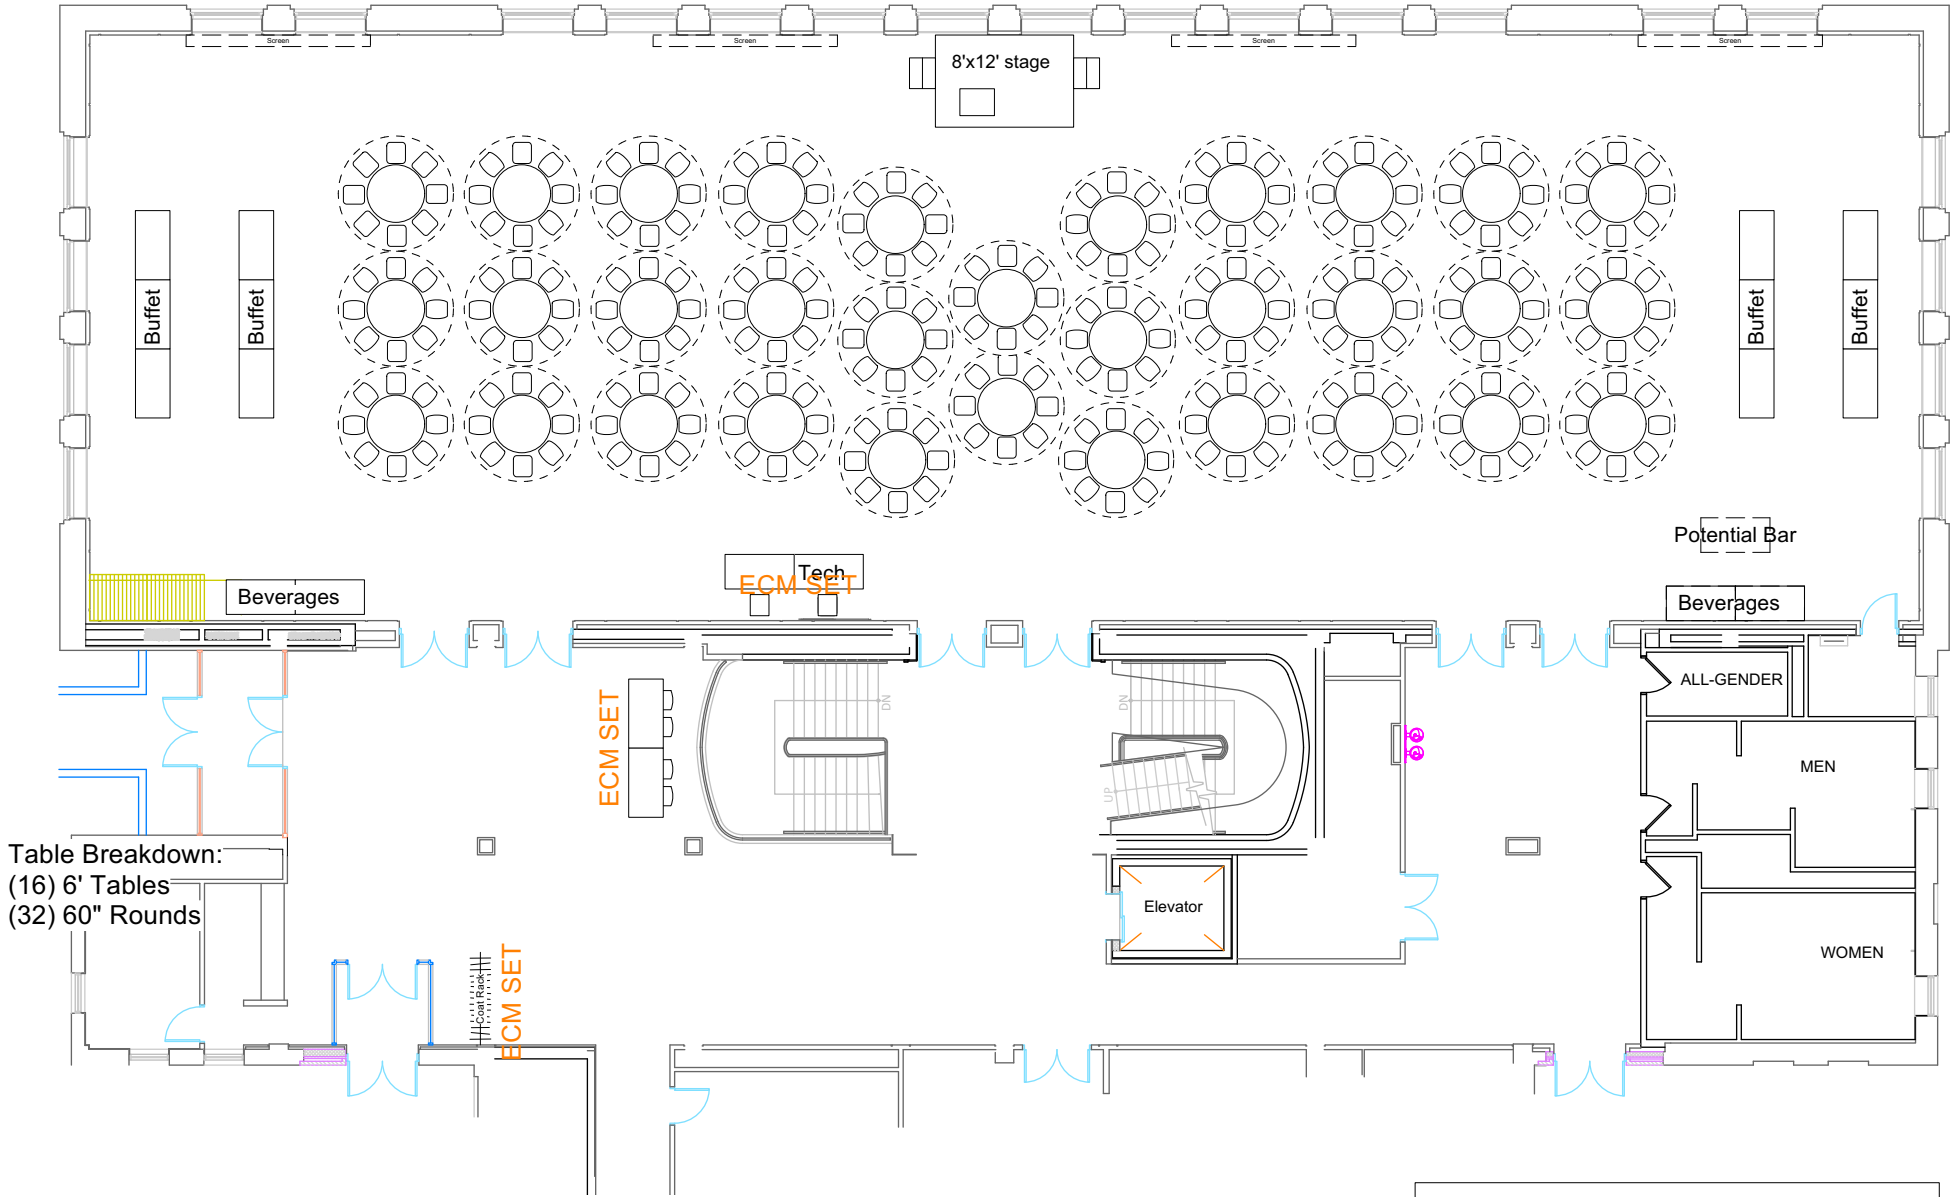 Screen
Screen
Screen
Screen
8'x12' stage
Buffet
Buffet
Buffet
Buffet
Potential Bar
Tech
ECM SET
Beverages
Beverages
ECM SET
DN
DN
UP
ALL-GENDER
MEN
WOMEN
Elevator
Table Breakdown:
(16) 6' Tables
(32) 60" Rounds
Coat Rack
ECM SET